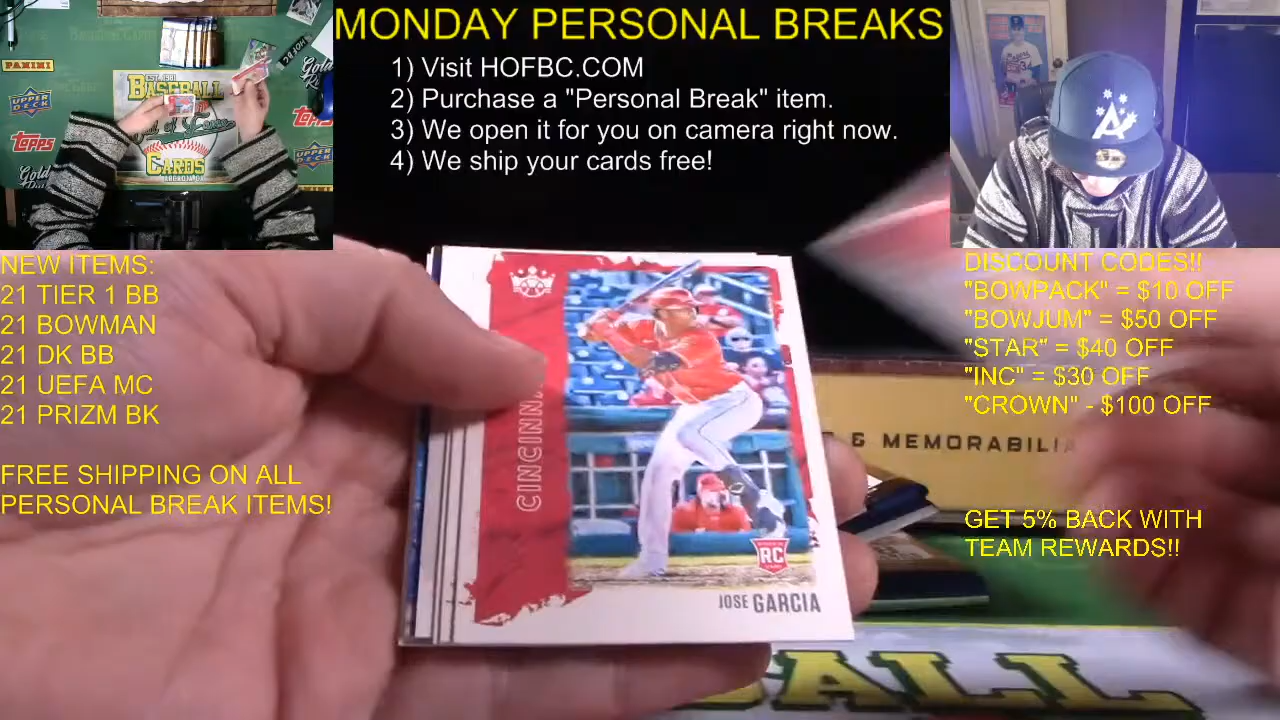 MONDAY PERSONAL BREAKS
1) Visit HOFBC.COM
2) Purchase a "Personal Break" item.
3) We open it for you on camera right now.
4) We ship your cards free!
PANINI
UPPER DECK
Topps
Gold
BASEBALL
CARDS
UPPER DECK
NEW ITEMS:
21 TIER 1 BB
21 BOWMAN
21 DK BB
21 UEFA MC
21 PRIZM BK
FREE SHIPPING ON ALL
PERSONAL BREAK ITEMS!
DISCOUNT CODES!!
"BOWPACK" = $10 OFF
"BOWJUM" = $50 OFF
"STAR" = $40 OFF
"INC" = $30 OFF
"CROWN" - $100 OFF
GET 5% BACK WITH
TEAM REWARDS!!
RC
JOSE GARCIA
& MEMORABILIA